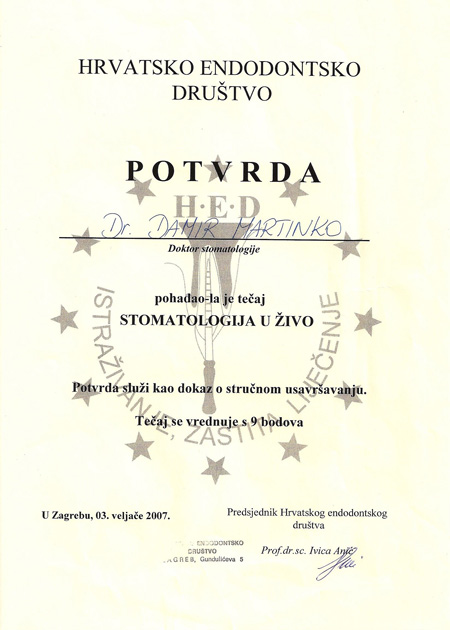 HRVATSKO ENDODONTSKO
DRUŠTVO
POTVRDA
H·E·D
Dr. DAMIR MARTINKO
Doktor stomatologije
pohađao-la je tečaj
STOMATOLOGIJA U ŽIVO
ISTRAŽIVANJE, ZAŠTITA LIJEČENJE
Potvrda služi kao dokaz o stručnom usavršavanju.
Tečaj se vrednuje s 9 bodova
U Zagrebu, 03. veljače 2007.
Predsjednik Hrvatskog endodontskog
društva
ENDODONTSKO
DRUŠTVO
Gundulićeva 5
Prof.dr.sc. Ivica Anić